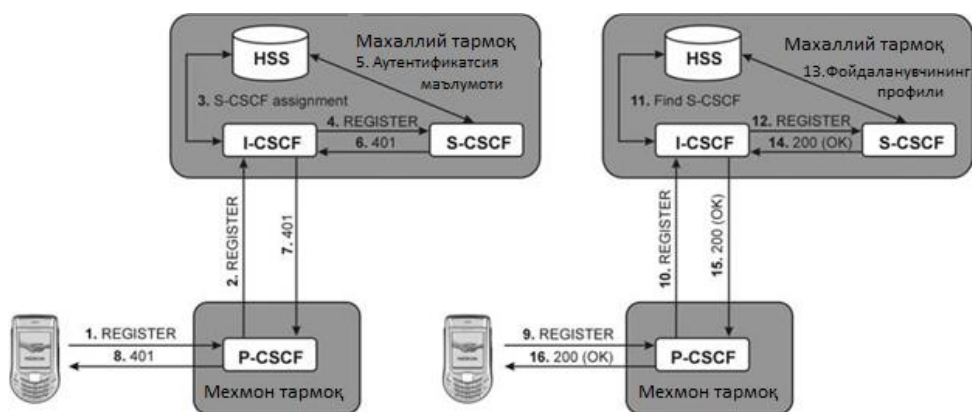 Махаллий тармоқ
HSS
5. Аутентификатсия
маълумоти
3. S-CSCF assignment
4. REGISTER
I-CSCF
6. 401
S-CSCF
2. REGISTER
7. 401
1. REGISTER
8. 401
P-CSCF
Мехмон тармоқ
Махаллий тармоқ
HSS
13.Фойдаланувчининг
профили
11. Find S-CSCF
12. REGISTER
I-CSCF
14. 200 (OK)
S-CSCF
10. REGISTER
15. 200 (OK)
9. REGISTER
16. 200 (OK)
P-CSCF
Мехмон тармоқ